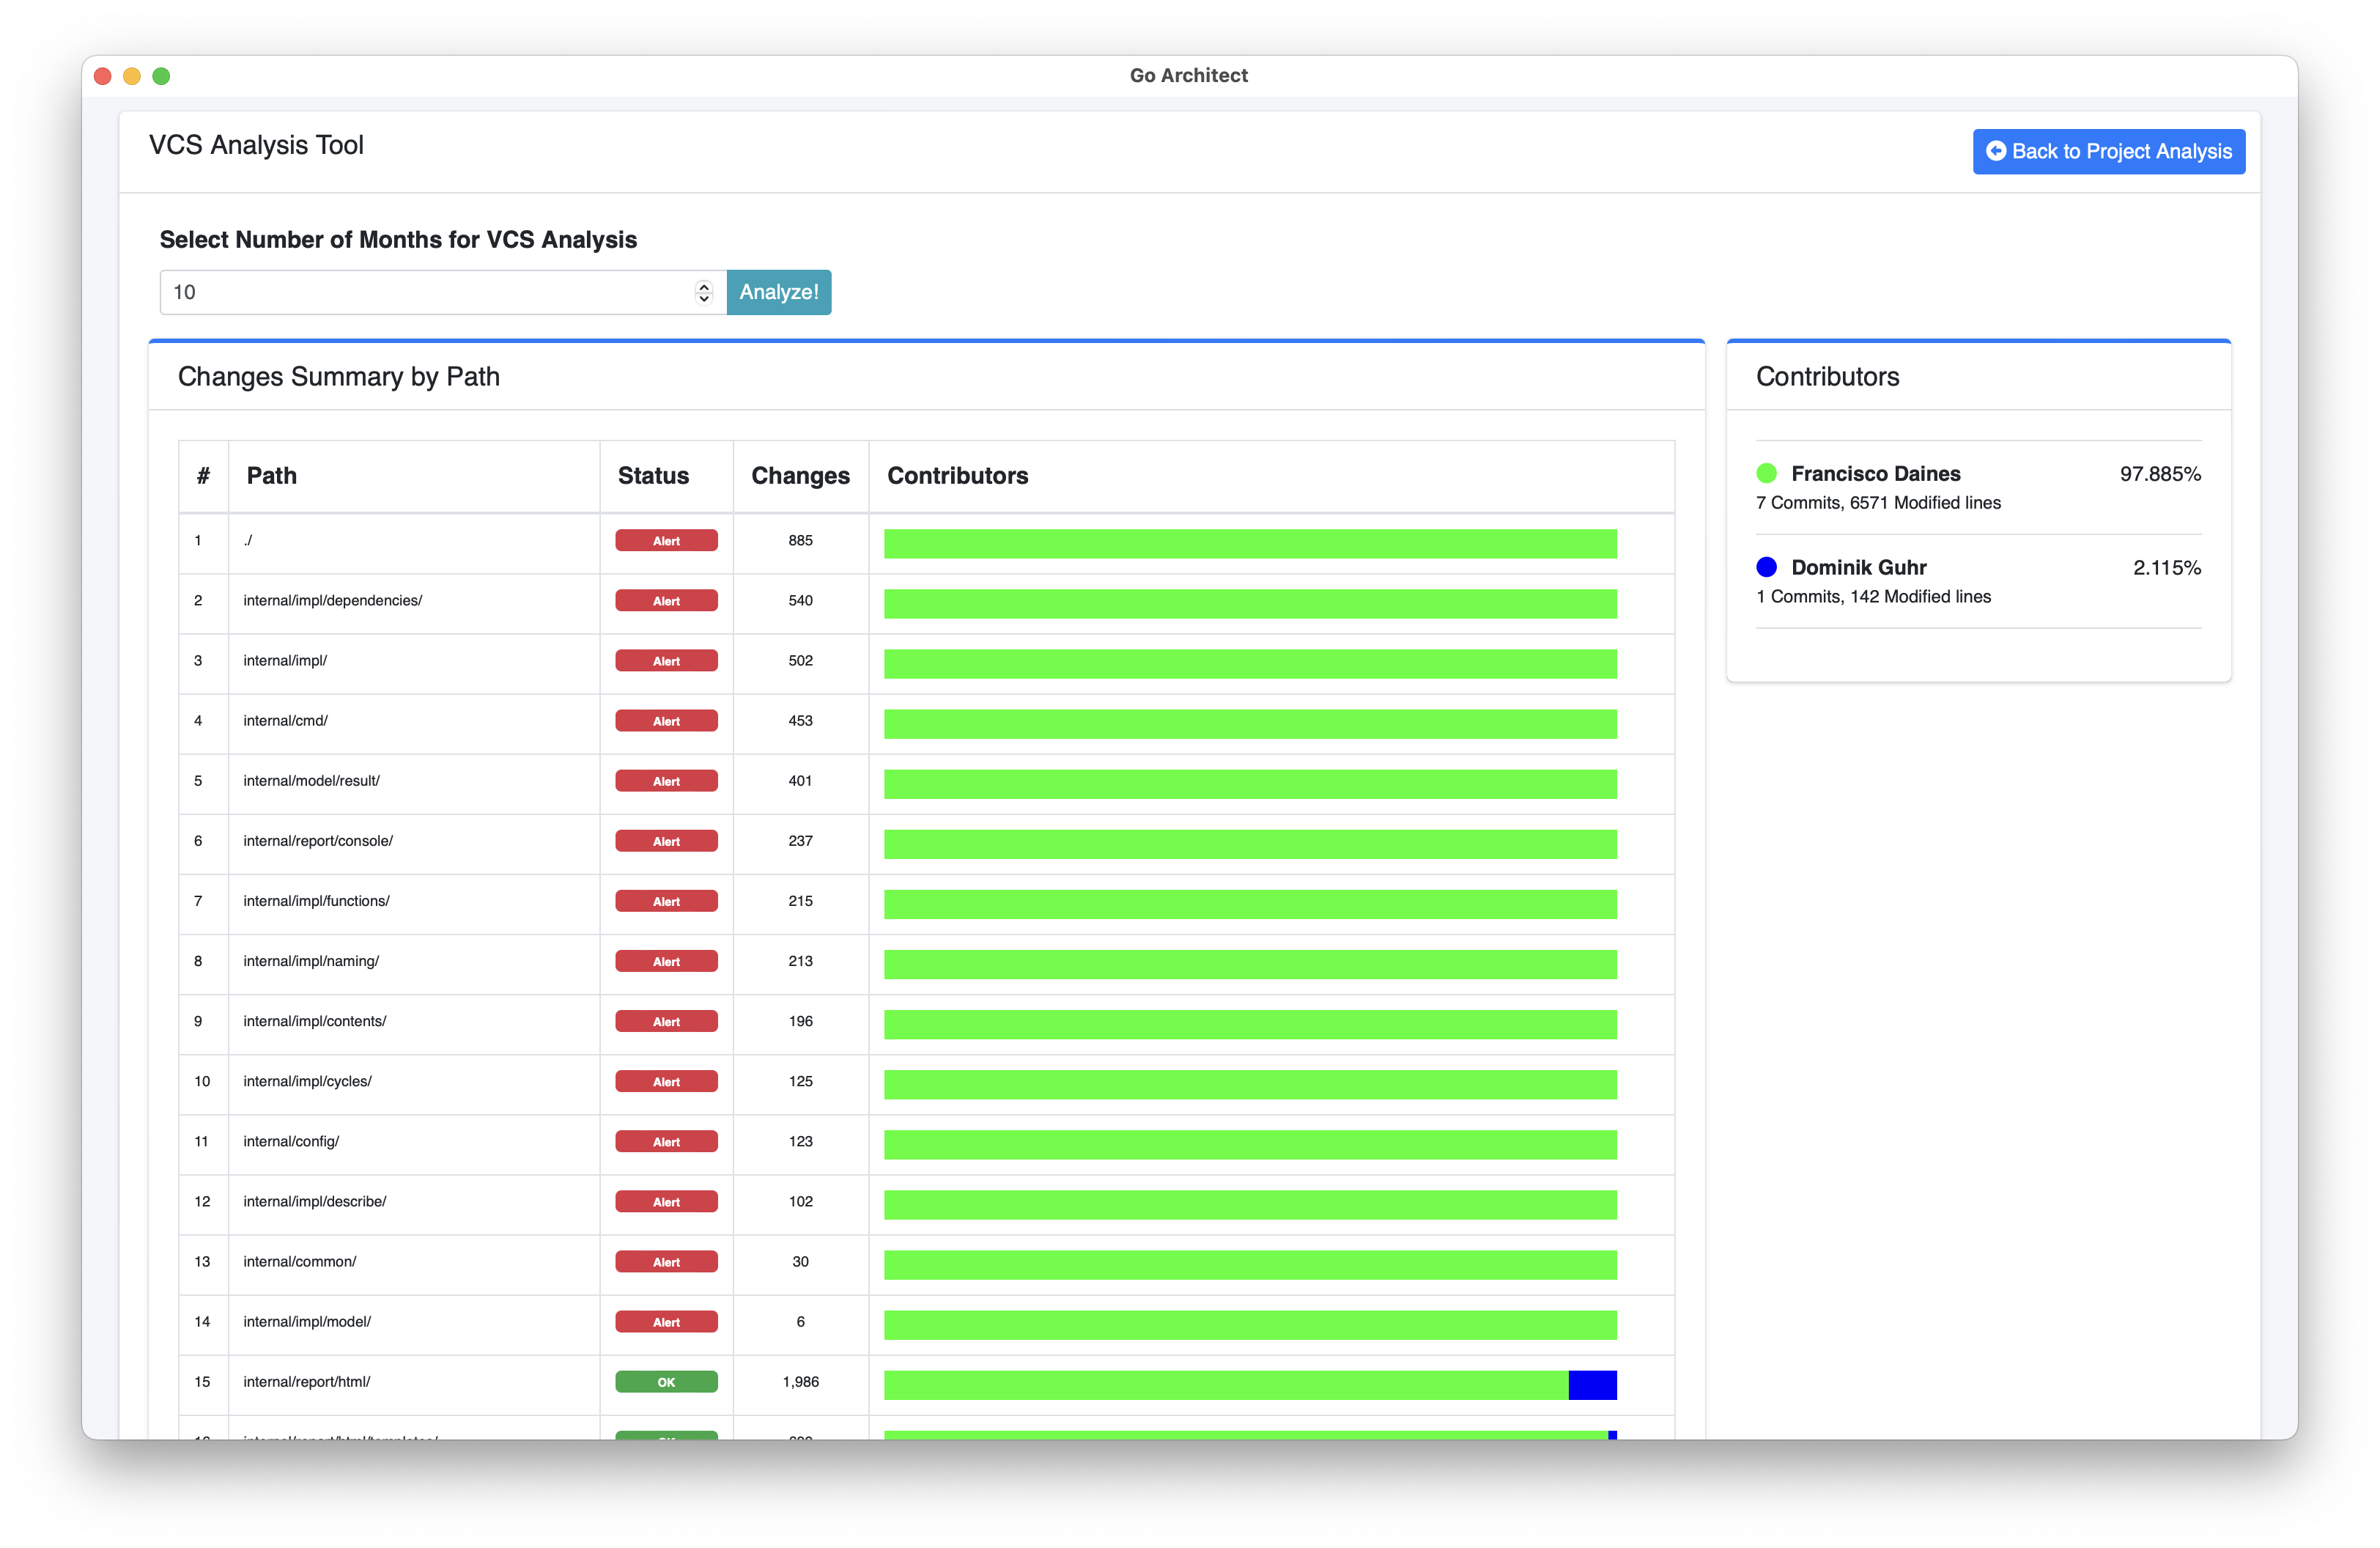 Go Architect
VCS Analysis Tool
Back to Project Analysis
Select Number of Months for VCS Analysis
10
Analyze!
Changes Summary by Path
# Path Status Changes Contributors
1 ./ Alert 885
2 internal/impl/dependencies/ Alert 540
3 internal/impl/ Alert 502
4 internal/cmd/ Alert 453
5 internal/model/result/ Alert 401
6 internal/report/console/ Alert 237
7 internal/impl/functions/ Alert 215
8 internal/impl/naming/ Alert 213
9 internal/impl/contents/ Alert 196
10 internal/impl/cycles/ Alert 125
11 internal/config/ Alert 123
12 internal/impl/describe/ Alert 102
13 internal/common/ Alert 30
14 internal/impl/model/ Alert 6
15 internal/report/html/ OK 1,986
internal/report/html/templates/
Contributors
Francisco Daines 97.885%
7 Commits, 6571 Modified lines
Dominik Guhr 2.115%
1 Commits, 142 Modified lines